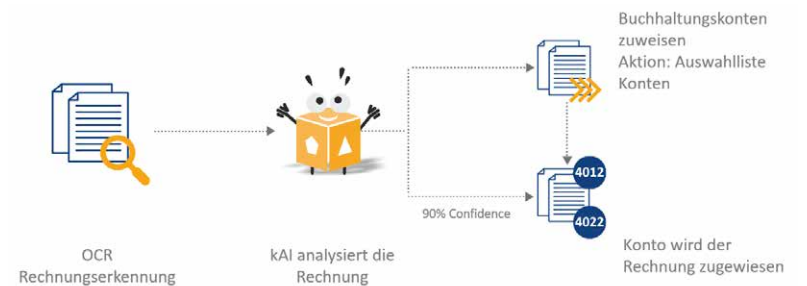 Buchhaltungskonten
zuweisen
Aktion: Auswahlliste
Konten
4012
90% Confidence
4022
OCR
Rechnungserkennung
kAI analysiert die
Rechnung
Konto wird der
Rechnung zugewiesen